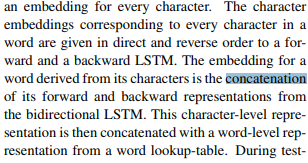 an embedding for every character. The character
embeddings corresponding to every character in a
word are given in direct and reverse order to a for-
ward and a backward LSTM. The embedding for a
word derived from its characters is the concatenation
of its forward and backward representations from
the bidirectional LSTM. This character-level repre-
sentation is then concatenated with a word-level rep-
resentation from a word lookup-table. During test-